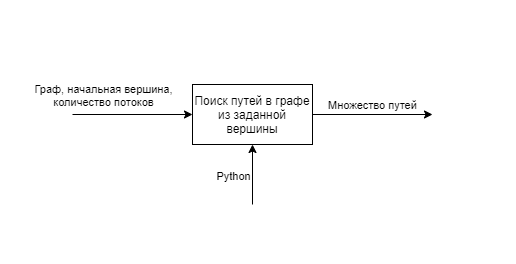 Граф, начальная вершина,
количество потоков
Поиск путей в графе
из заданной
вершины
Множество путей
Python